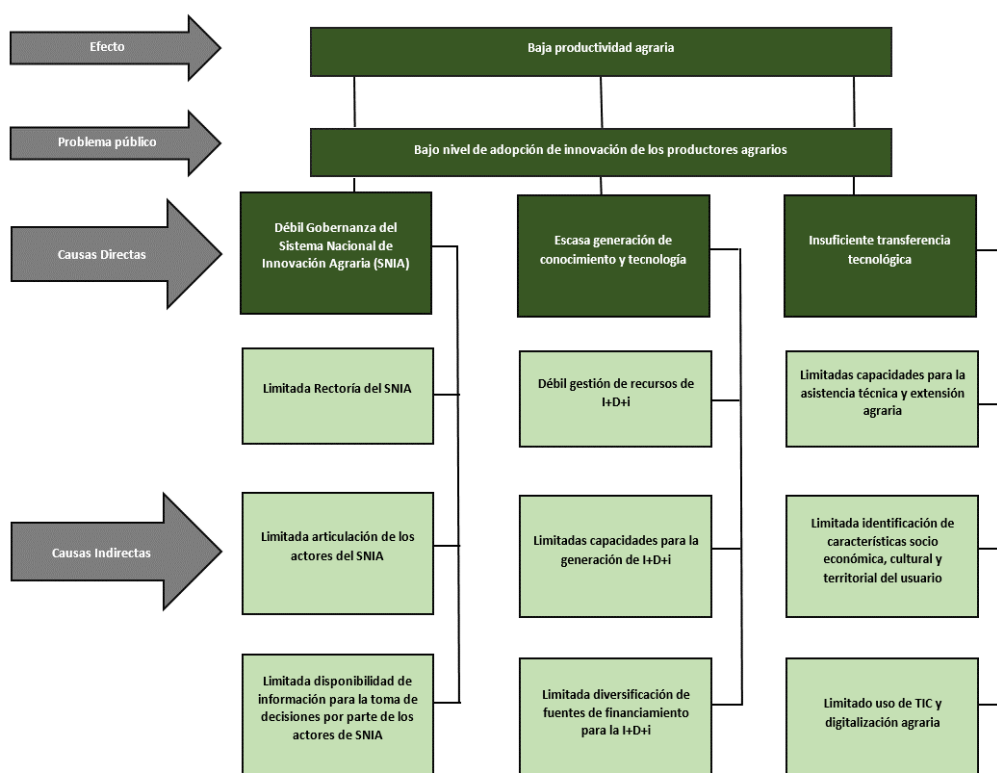 Efecto
Baja productividad agraria
Problema público
Bajo nivel de adopción de innovación de los productores agrarios
Causas Directas
Débil Gobernanza del
Sistema Nacional de
Innovación Agraria (SNIA)
Escasa generación de
conocimiento y tecnología
Insuficiente transferencia
tecnológica
Causas Indirectas
Limitada Rectoría del SNIA
Débil gestión de recursos de
I+D+i
Limitadas capacidades para la
asistencia técnica y extensión
agraria
Limitada articulación de los
actores del SNIA
Limitadas capacidades para la
generación de I+D+i
Limitada identificación de
características socio
económica, cultural y
territorial del usuario
Limitada disponibilidad de
información para la toma de
decisiones por parte de los
actores de SNIA
Limitada diversificación de
fuentes de financiamiento
para la I+D+i
Limitado uso de TIC y
digitalización agraria